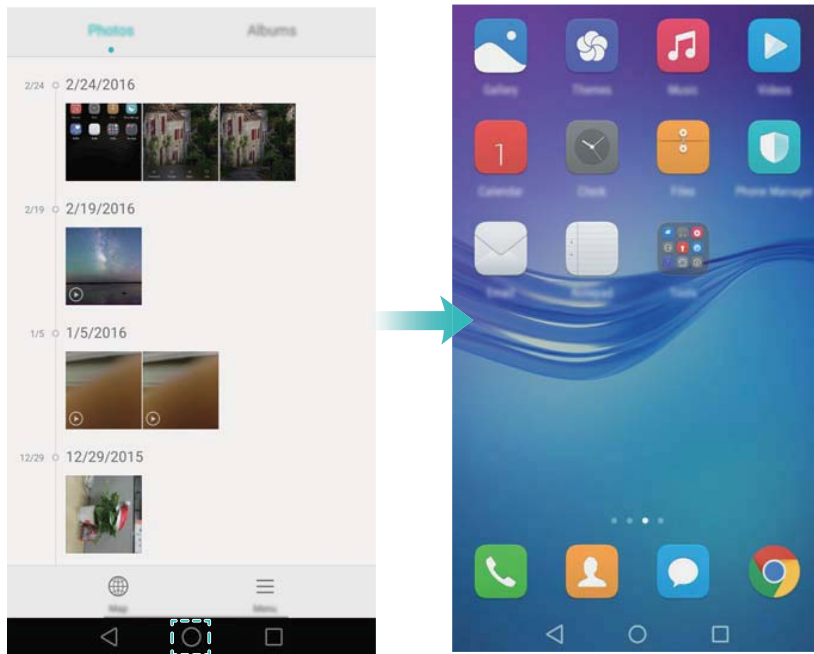 Photos
Albums
2/24
2/24/2016
2/19
2/19/2016
1/5
1/5/2016
12/29
12/29/2015
Map
Menu
Gallery
Themes
Music
Videos
1
Calendar
Clock
Files
Phone Manager
Email
Notepad
Tools